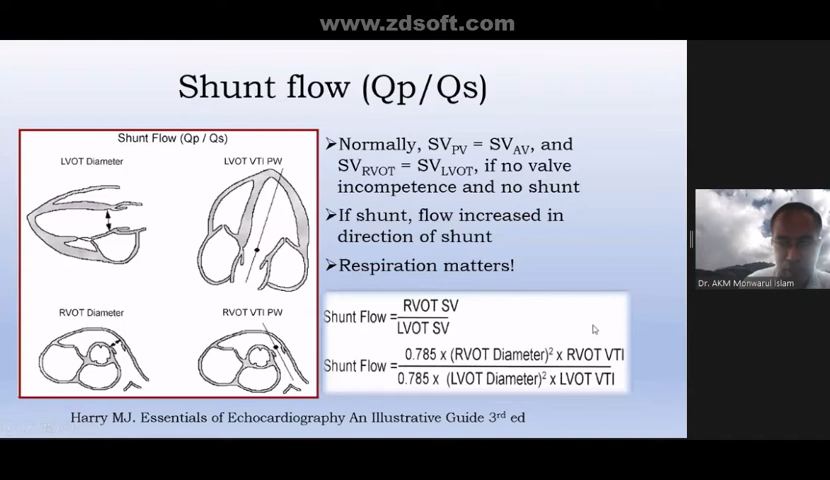 www.zdsoft.com
Shunt flow (Qp/Qs)
Shunt Flow (Qp / Qs)
LVOT Diameter
LVOT VTI PW
RVOT Diameter
RVOT VTI PW
➢Normally, SV_PV = SV_AV, and
SV_RVOT = SV_LVOT, if no valve
incompetence and no shunt
➢If shunt, flow increased in
direction of shunt
➢Respiration matters!
Shunt Flow = RVOT SV / LVOT SV
Shunt Flow = 0.785 x (RVOT Diameter)² x RVOT VTI / 0.785 x (LVOT Diameter)² x LVOT VTI
Harry MJ. Essentials of Echocardiography An Illustrative Guide 3rd ed
Dr. AKM Monwarul Islam